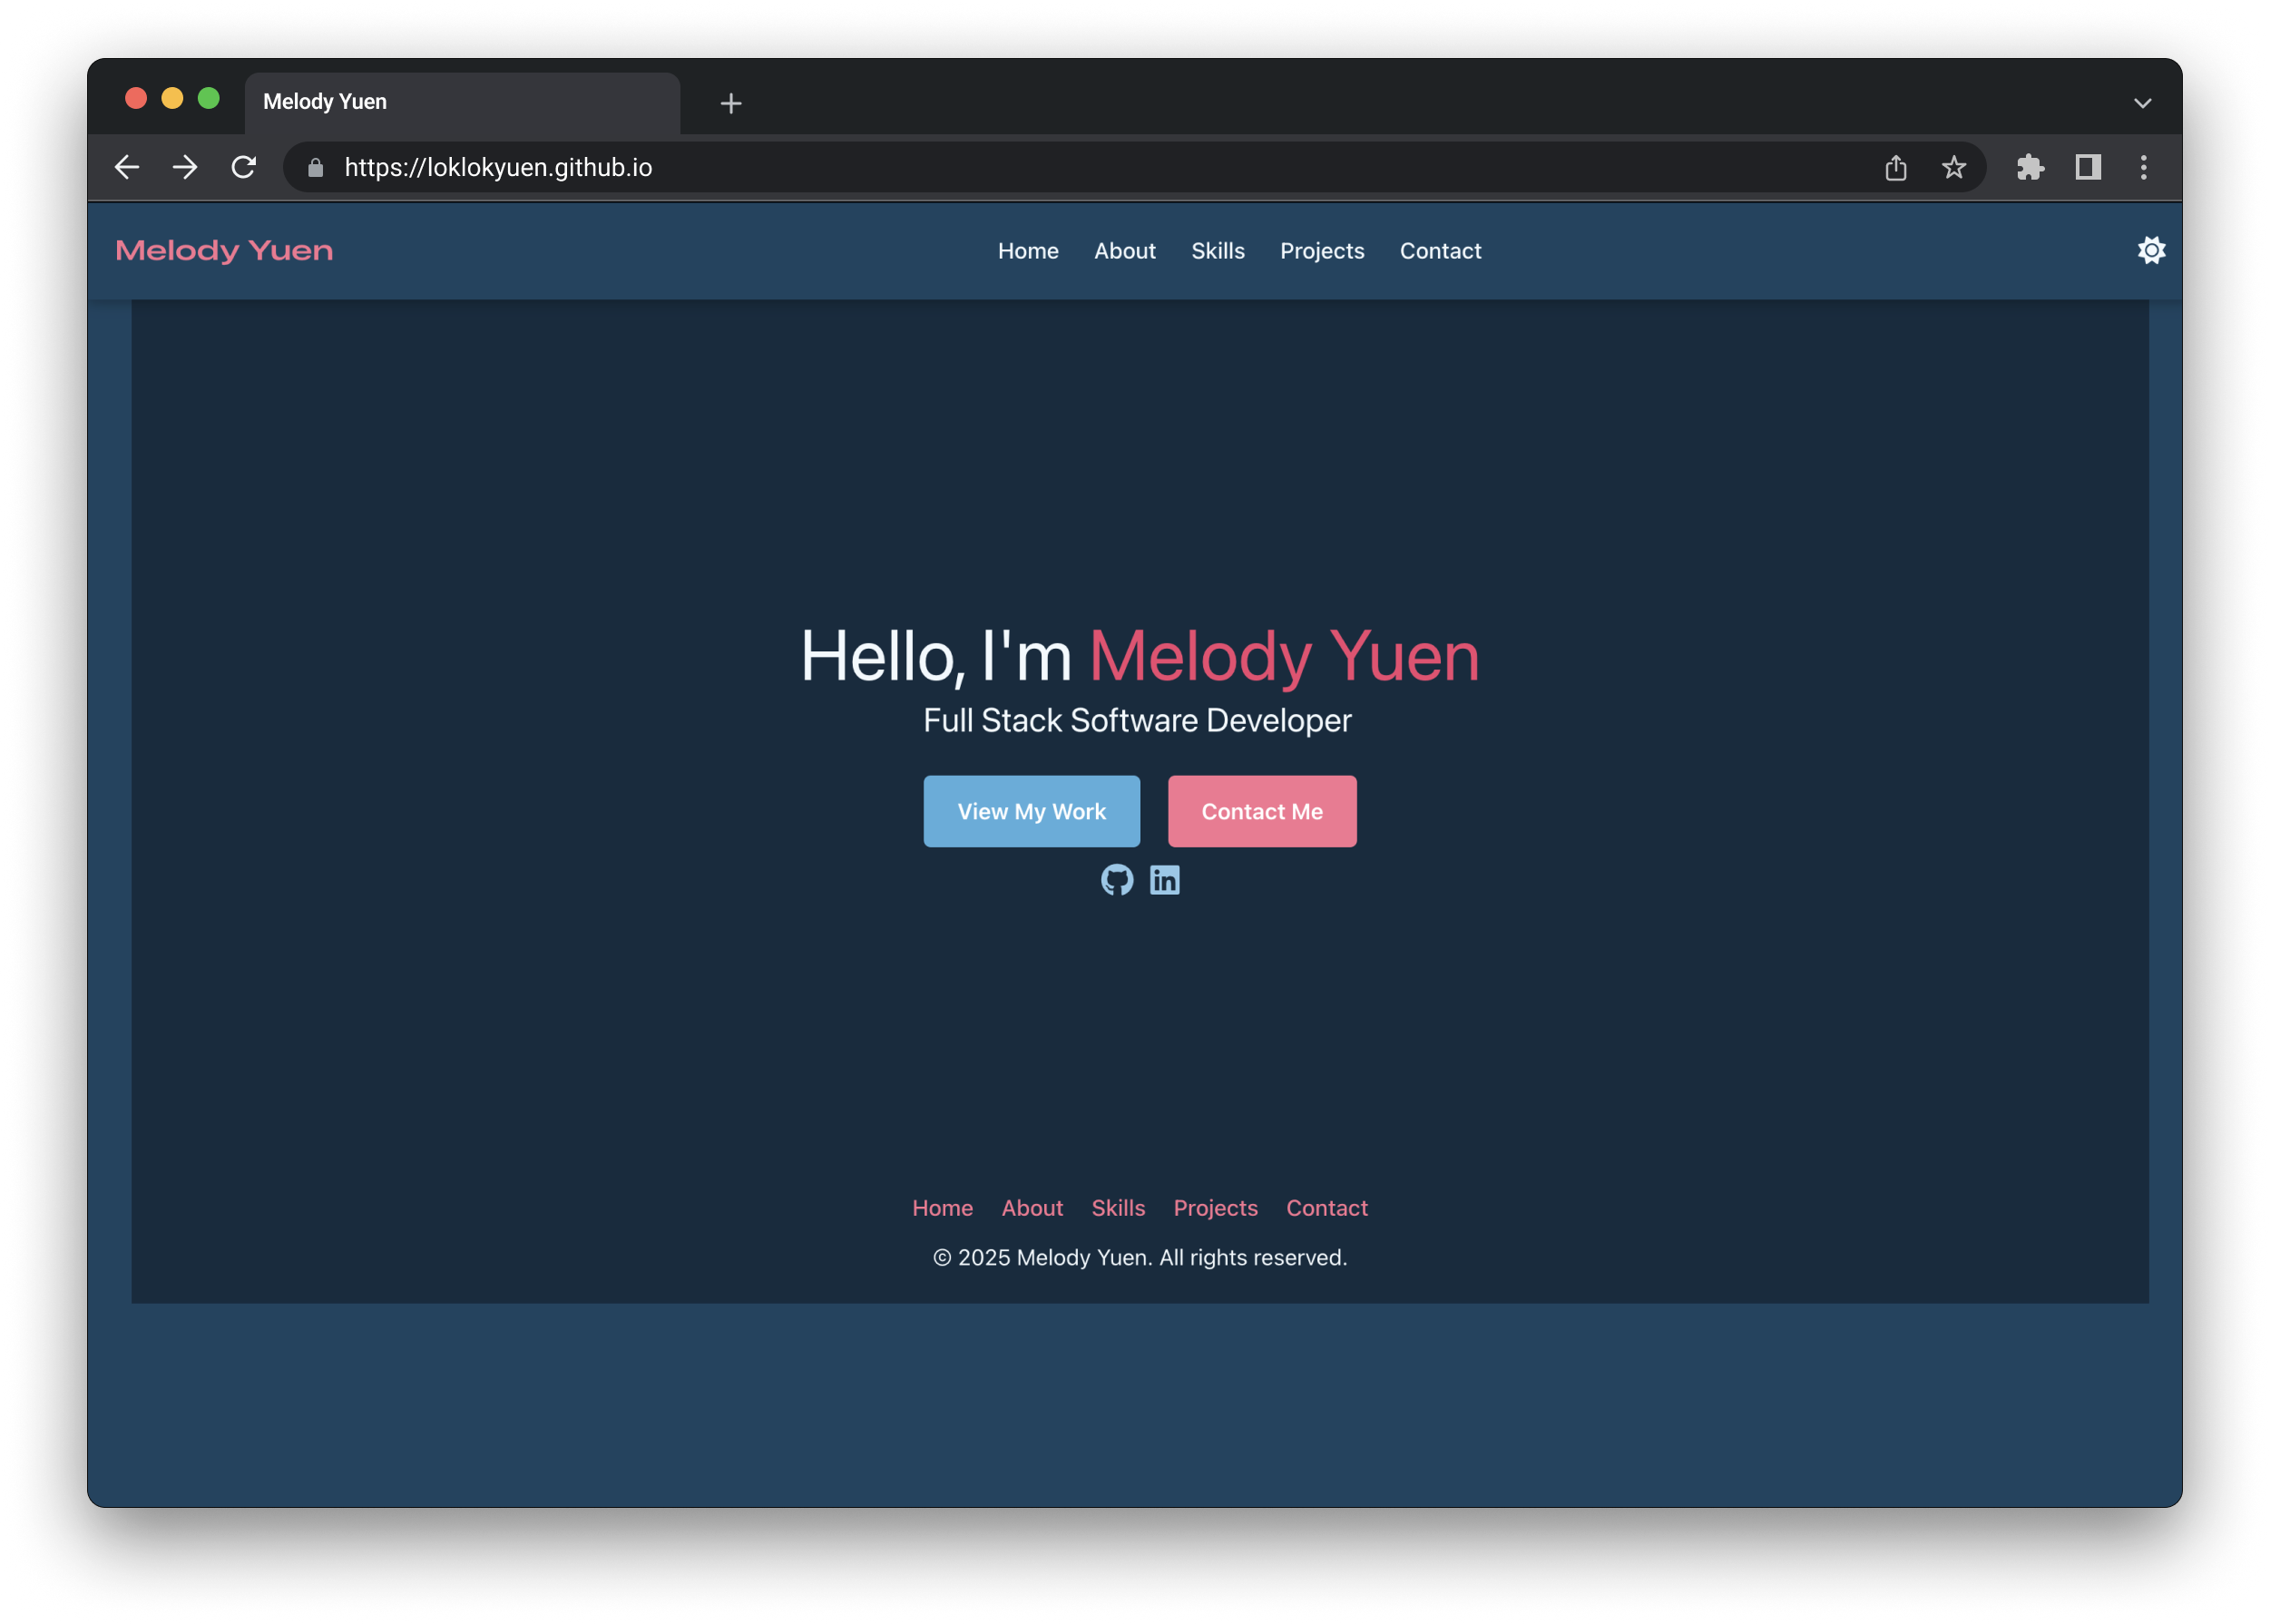 Melody Yuen
https://loklokyuen.github.io
Melody Yuen Home About Skills Projects Contact
Hello, I'm Melody Yuen
Full Stack Software Developer
View My Work Contact Me
in
Home About Skills Projects Contact
© 2025 Melody Yuen. All rights reserved.